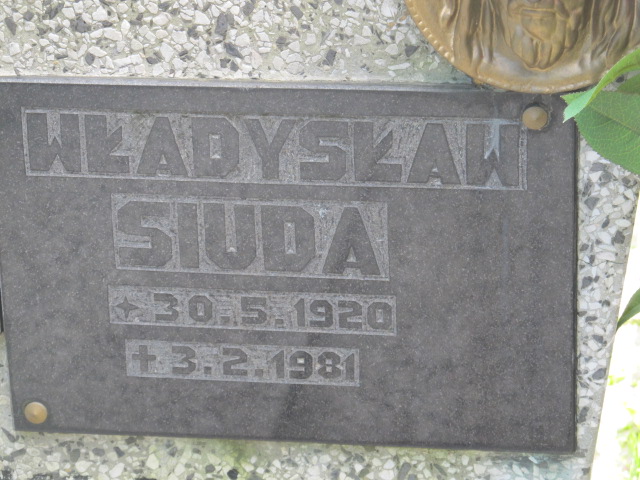 WŁADYSŁAW
SIUDA
✦ 30.5.1920
✝ 3.2.1981